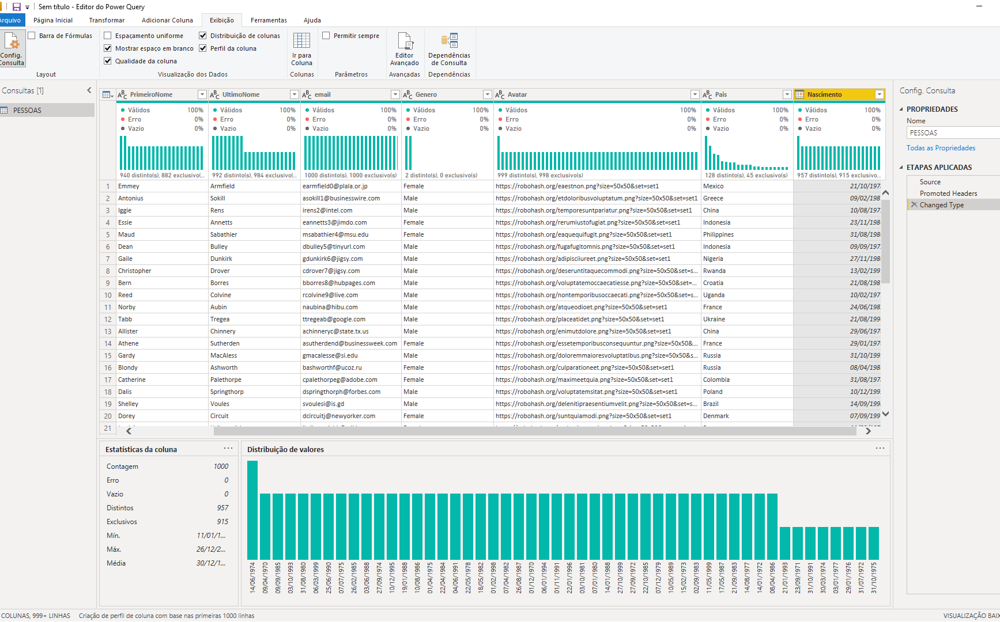 Sem título - Editor do Power Query
Arquivo Página Inicial Transformar Adicionar Coluna Exibição Ferramentas Ajuda
Config. Consulta
Barra de Fórmulas
Layout
Espaçamento uniforme
Mostrar espaço em branco
Qualidade da coluna
Distribuição de colunas
Perfil da coluna
Visualização dos Dados
Ir para Coluna
Colunas
Permitir sempre
Parâmetros
Editor Avançado
Avançadas
Dependências de Consulta
Dependências
Consultas [1]
PESSOAS
PrimeiroNome UltimoNome email Genero Avatar Pais Nascimento
Válidos 100% Válidos 100% Válidos 100% Válidos 100% Válidos 100% Válidos 100% Válidos 100%
Erro 0% Erro 0% Erro 0% Erro 0% Erro 0% Erro 0% Erro 0%
Vazio 0% Vazio 0% Vazio 0% Vazio 0% Vazio 0% Vazio 0% Vazio 0%
940 distinto(s), 882 exclusivo(... 992 distinto(s), 984 exclusivo(... 1000 distinto(s), 1000 exclusivo(s) 2 distinto(s), 0 exclusivo(s) 999 distinto(s), 998 exclusivo(s) 128 distinto(s), 45 exclusivo(s) 957 distinto(s), 915 exclusivo...
1 Emmey Armfield earmfield0@plala.or.jp Female https://robohash.org/eaestnon.png?size=50x50&set=set1 Mexico 21/10/197
2 Antonius Sokill asokill1@businesswire.com Male https://robohash.org/etdoloribusvoluptatum.png?size=50x50&set=set1 Greece 09/02/198
3 Iggie Rens irens2@intel.com Male https://robohash.org/temporesuntpariatur.png?size=50x50&set=set1 China 10/08/197
4 Essie Annetts eannetts3@jimdo.com Female https://robohash.org/rerumiustofugiat.png?size=50x50&set=set1 Indonesia 23/11/198
5 Maud Sabathier msabathier4@msu.edu Female https://robohash.org/eaquequifugit.png?size=50x50&set=set1 Philippines 31/08/198
6 Dean Bulley dbulley5@tinyurl.com Male https://robohash.org/fugafugitomnis.png?size=50x50&set=set1 Indonesia 09/09/197
7 Gaile Dunkirk gdunkirk6@jigsy.com Male https://robohash.org/adipisciiureet.png?size=50x50&set=set1 Nigeria 27/11/198
8 Christopher Drover cdrover7@jigsy.com Male https://robohash.org/deseruntitaquecommodi.png?size=50x50&set=s... Rwanda 13/02/199
9 Bern Borres bborres8@hubpages.com Male https://robohash.org/voluptatemoccaecatiesse.png?size=50x50&set=... Croatia 21/08/198
10 Reed Colvine rcolvine9@live.com Male https://robohash.org/nontemporibusoccaecati.png?size=50x50&set=s... Uganda 10/02/197
11 Norby Aubin naubina@hibu.com Male https://robohash.org/atqueodioet.png?size=50x50&set=set1 France 24/06/198
12 Tabb Tregea ttregeab@google.com Male https://robohash.org/placeatidet.png?size=50x50&set=set1 Ukraine 21/08/199
13 Allister Chinnery achinneryc@state.tx.us Male https://robohash.org/enimutdolore.png?size=50x50&set=set1 China 29/06/197
14 Athene Sutherden asutherdend@businessweek.com Female https://robohash.org/essetemporibusconsequuntur.png?size=50x50&... France 29/01/197
15 Gardy MacAless gmacalesse@si.edu Male https://robohash.org/doloremmaioresvoluptatibus.png?size=50x50&s... Russia 31/10/199
16 Blondy Ashworth bashworthf@ucoz.ru Female https://robohash.org/culparationeet.png?size=50x50&set=set1 Russia 08/04/198
17 Catherine Palethorpe cpalethorpeg@adobe.com Female https://robohash.org/maximeetquia.png?size=50x50&set=set1 Colombia 31/08/197
18 Dalis Springthorp dspringthorph@forbes.com Male https://robohash.org/voluptatemsitat.png?size=50x50&set=set1 Poland 10/12/199
19 Shelley Voules svoulesi@is.gd Male https://robohash.org/delenitipraesentiumvelit.png?size=50x50&set=s... Brazil 14/09/199
20 Dorey Circuit dcircuitj@newyorker.com Female https://robohash.org/suntquiamodi.png?size=50x50&set=set1 Denmark 07/09/199
21
Estatísticas da coluna ...
Contagem 1000
Erro 0
Vazio 0
Distintos 957
Exclusivos 915
Mín. 11/01/1...
Máx. 26/12/2...
Média 30/12/1...
Distribuição de valores ...
14/06/1974
09/04/1970
09/09/1985
03/10/1993
31/08/1980
06/03/1999
25/06/1990
07/07/1975
26/02/1985
03/06/1988
27/09/1974
10/12/1995
19/01/1988
10/08/1986
01/04/1975
22/04/1984
04/06/1991
22/05/1978
18/05/1982
01/02/1998
07/04/1982
26/08/1987
01/12/1970
06/01/1994
01/11/1991
22/01/1996
03/10/1981
07/01/1980
14/01/1988
27/10/1999
27/09/1972
22/10/1985
07/12/1979
10/05/1989
15/02/1973
02/09/1983
11/05/1999
17/05/1987
21/09/1983
14/08/1977
14/01/1972
08/04/1986
21/01/1993
23/09/1971
31/10/1991
30/03/1974
03/01/1977
29/01/1976
31/07/1972
31/10/1975
Config. Consulta
PROPRIEDADES
Nome
PESSOAS
Todas as Propriedades
ETAPAS APLICADAS
Source
Promoted Headers
Changed Type
COLUNAS, 999+ LINHAS Criação de perfil de coluna com base nas primeiras 1000 linhas VISUALIZAÇÃO BAI